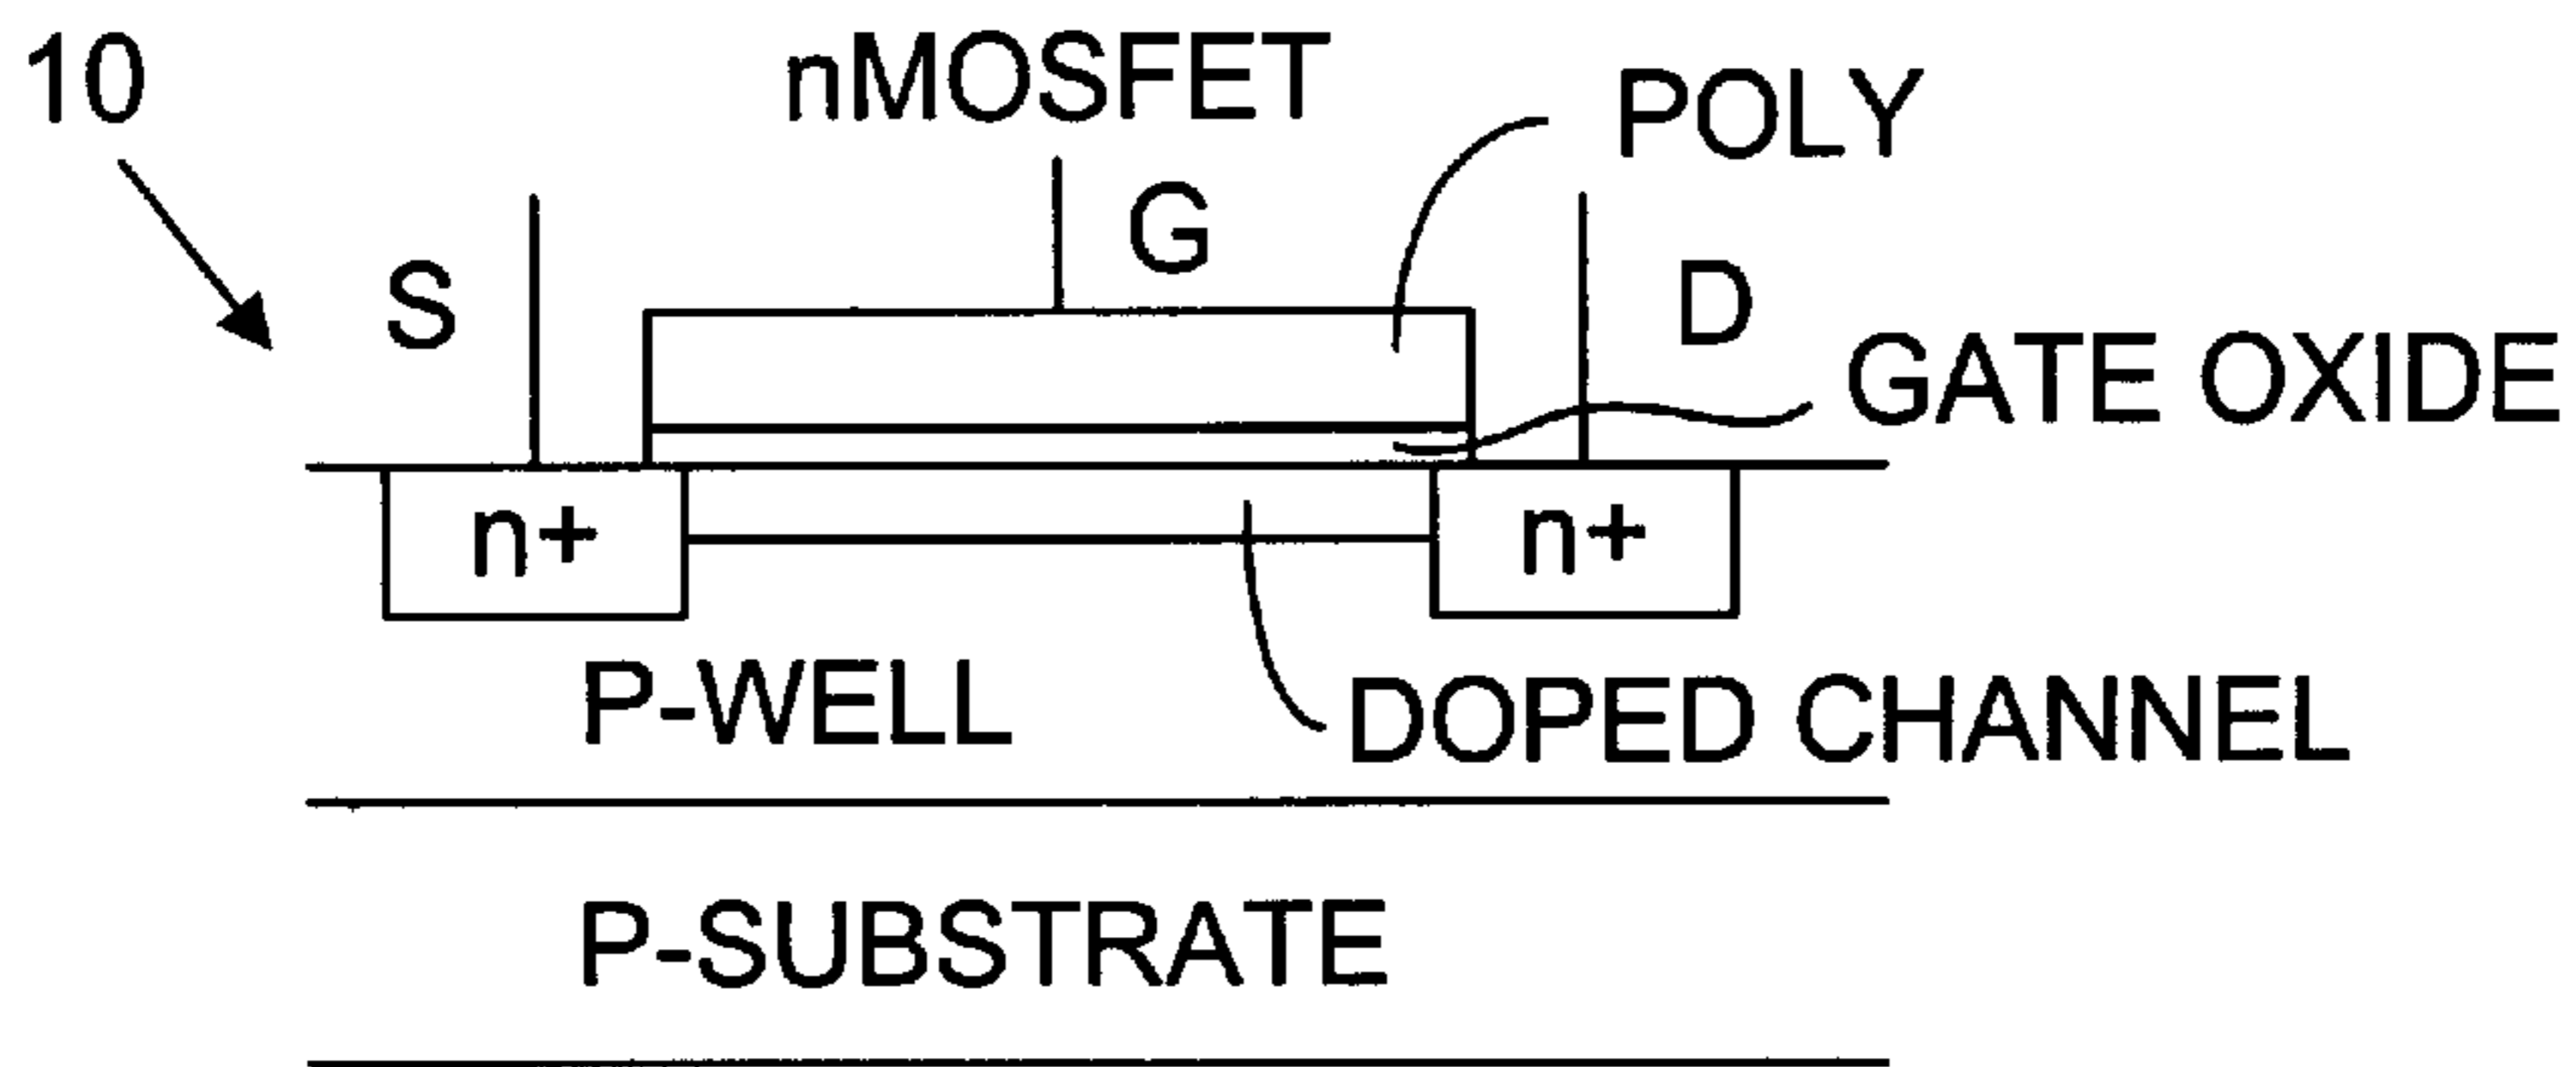 10
nMOSFET
POLY
G
S
D
GATE OXIDE
n+
n+
P-WELL
DOPED CHANNEL
P-SUBSTRATE